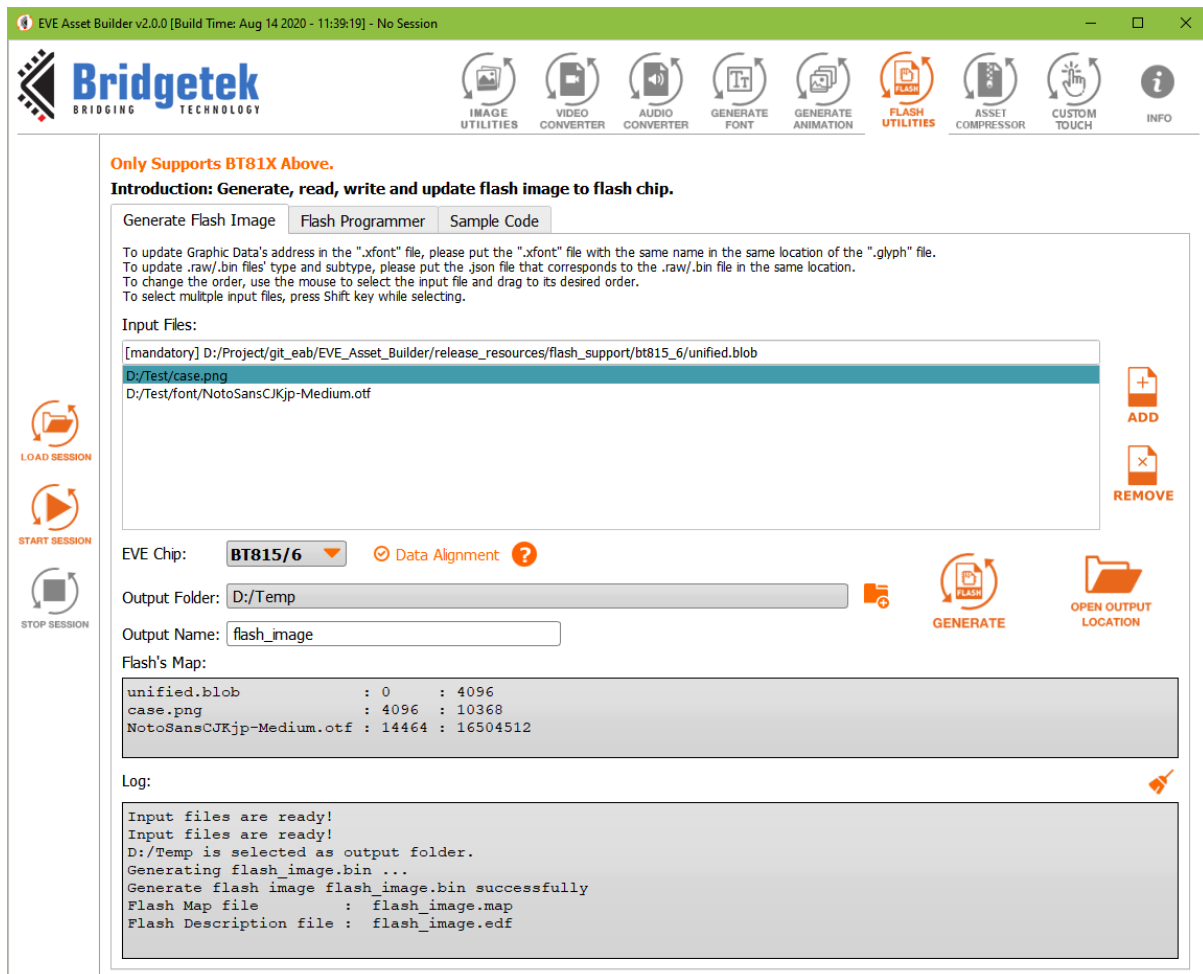 EVE Asset Builder v2.0.0 [Build Time: Aug 14 2020 - 11:39:19] - No Session
Bridgetek
BRIDGING TECHNOLOGY
IMAGE UTILITIES
VIDEO CONVERTER
AUDIO CONVERTER
GENERATE FONT
GENERATE ANIMATION
FLASH
FLASH UTILITIES
ASSET COMPRESSOR
CUSTOM TOUCH
INFO
Only Supports BT81X Above.
Introduction: Generate, read, write and update flash image to flash chip.
Generate Flash Image
Flash Programmer
Sample Code
To update Graphic Data's address in the ".xfont" file, please put the ".xfont" file with the same name in the same location of the ".glyph" file.
To update .raw/.bin files' type and subtype, please put the .json file that corresponds to the .raw/.bin file in the same location.
To change the order, use the mouse to select the input file and drag to its desired order.
To select mulitple input files, press Shift key while selecting.
Input Files:
[mandatory] D:/Project/git_eab/EVE_Asset_Builder/release_resources/flash_support/bt815_6/unified.blob
D:/Test/case.png
D:/Test/font/NotoSansCJKjp-Medium.otf
ADD
REMOVE
LOAD SESSION
START SESSION
STOP SESSION
EVE Chip: BT815/6 Data Alignment ?
Output Folder: D:/Temp
Output Name: flash_image
FLASH
GENERATE
OPEN OUTPUT LOCATION
Flash's Map:
unified.blob : 0 : 4096
case.png : 4096 : 10368
NotoSansCJKjp-Medium.otf : 14464 : 16504512
Log:
Input files are ready!
Input files are ready!
D:/Temp is selected as output folder.
Generating flash_image.bin ...
Generate flash image flash_image.bin successfully
Flash Map file : flash_image.map
Flash Description file : flash_image.edf